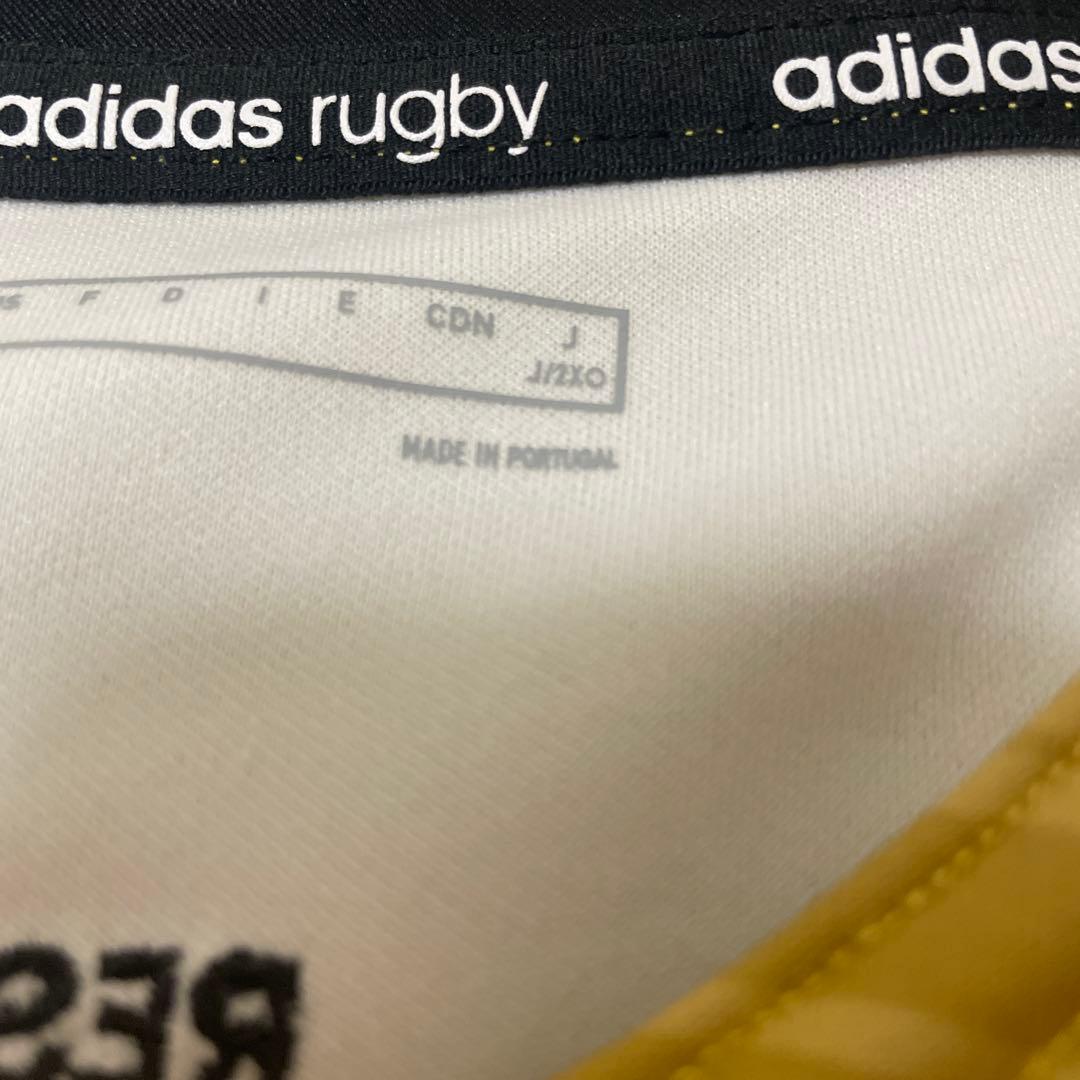 adidas rugby adidas
F D I E CDN J
J/2XO
MADE IN PORTUGAL